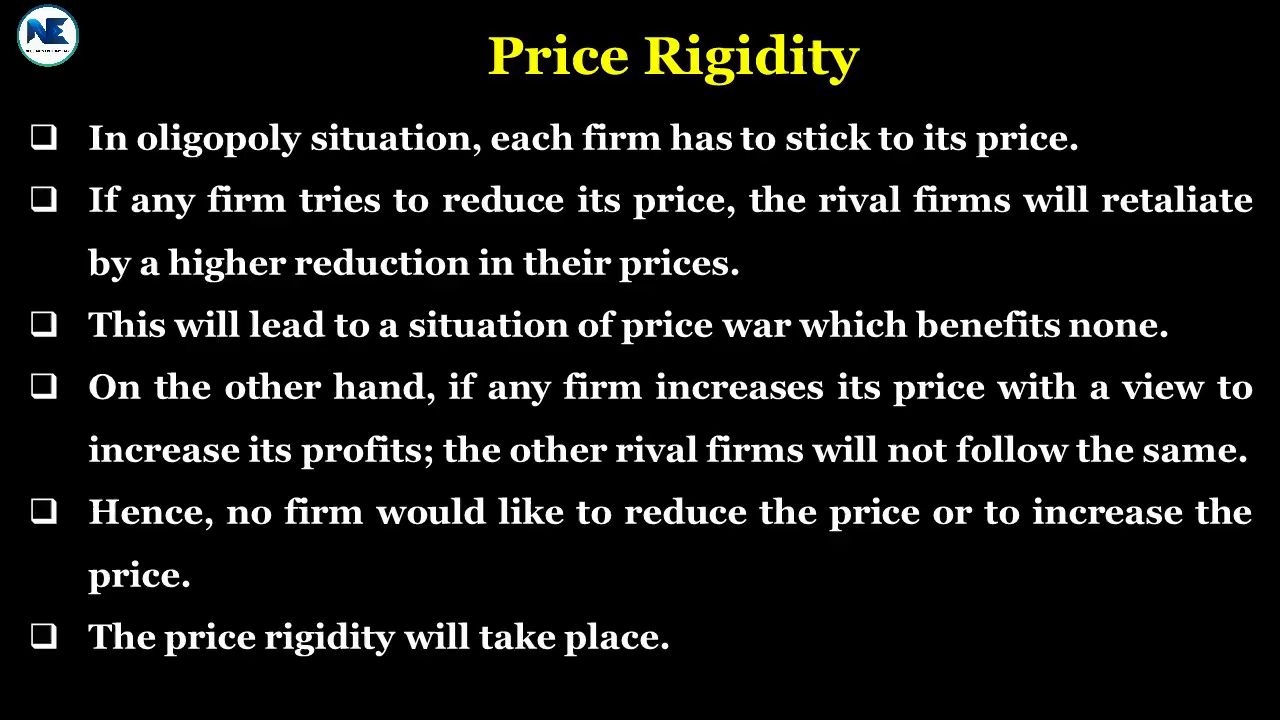 NE
Price Rigidity
In oligopoly situation, each firm has to stick to its price.
If any firm tries to reduce its price, the rival firms will retaliate
by a higher reduction in their prices.
This will lead to a situation of price war which benefits none.
On the other hand, if any firm increases its price with a view to
increase its profits; the other rival firms will not follow the same.
Hence, no firm would like to reduce the price or to increase the
price.
The price rigidity will take place.